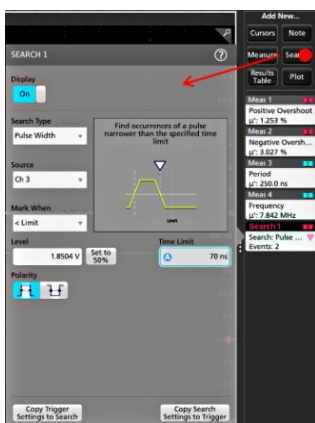 Add New...
Cursors Note
Measure Sear
Results
Table Plot
SEARCH 1
Display
On
Search Type
Pulse Width
Find occurrences of a pulse
narrower than the specified time
limit
Limit
Source
Ch 3
Mark When.
< Limit
Level
1.8504 V
Set to
50%
Time Limit
70 ns
Polarity
Copy Trigger
Settings to Search
Copy Search
Settings to Trigger
Meas 1
Positive Overshoot
µ': 1.253 %
Meas 2
Negative Oversh...
µ': 3.027 %
Meas 3
Period
µ': 250.0 ns
Meas 4
Frequency
µ': 7.842 MHz
Search 1
Search: Pulse ...
Events: 2